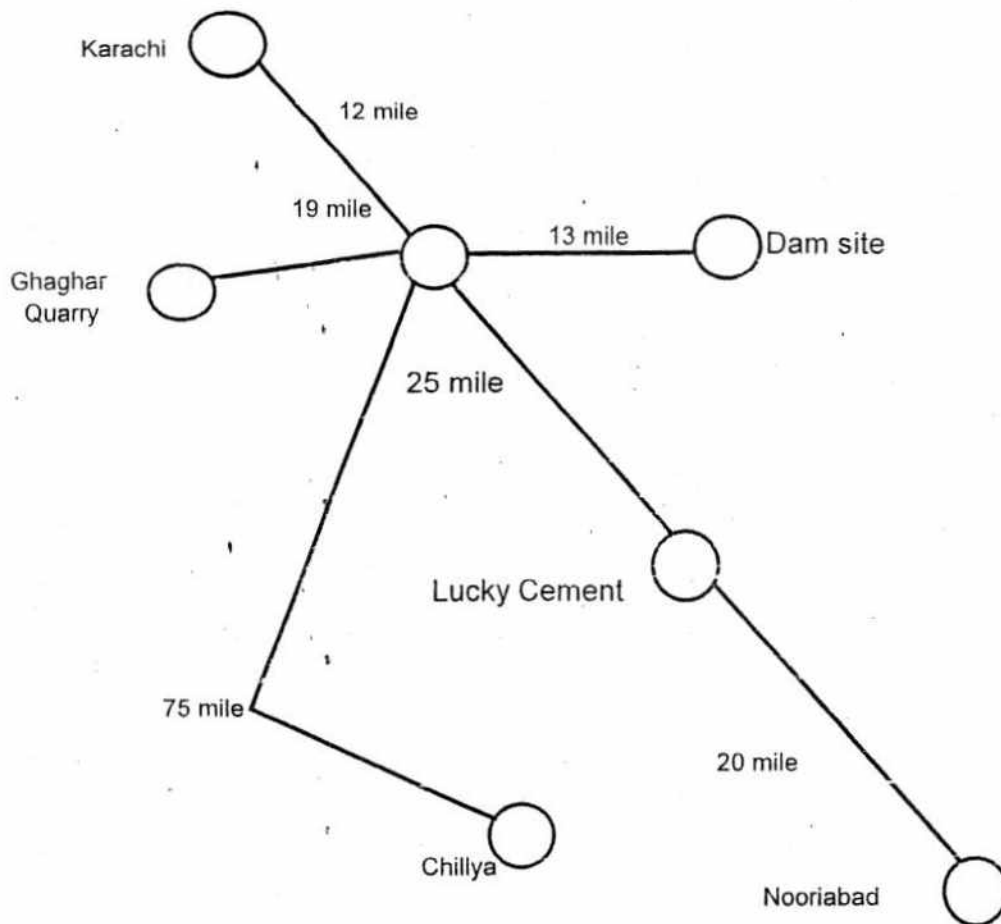 Karachi
12 mile
19 mile
13 mile
Dam site
Ghaghar
Quarry
25 mile
Lucky Cement
75 mile
20 mile
Chillya
Nooriabad